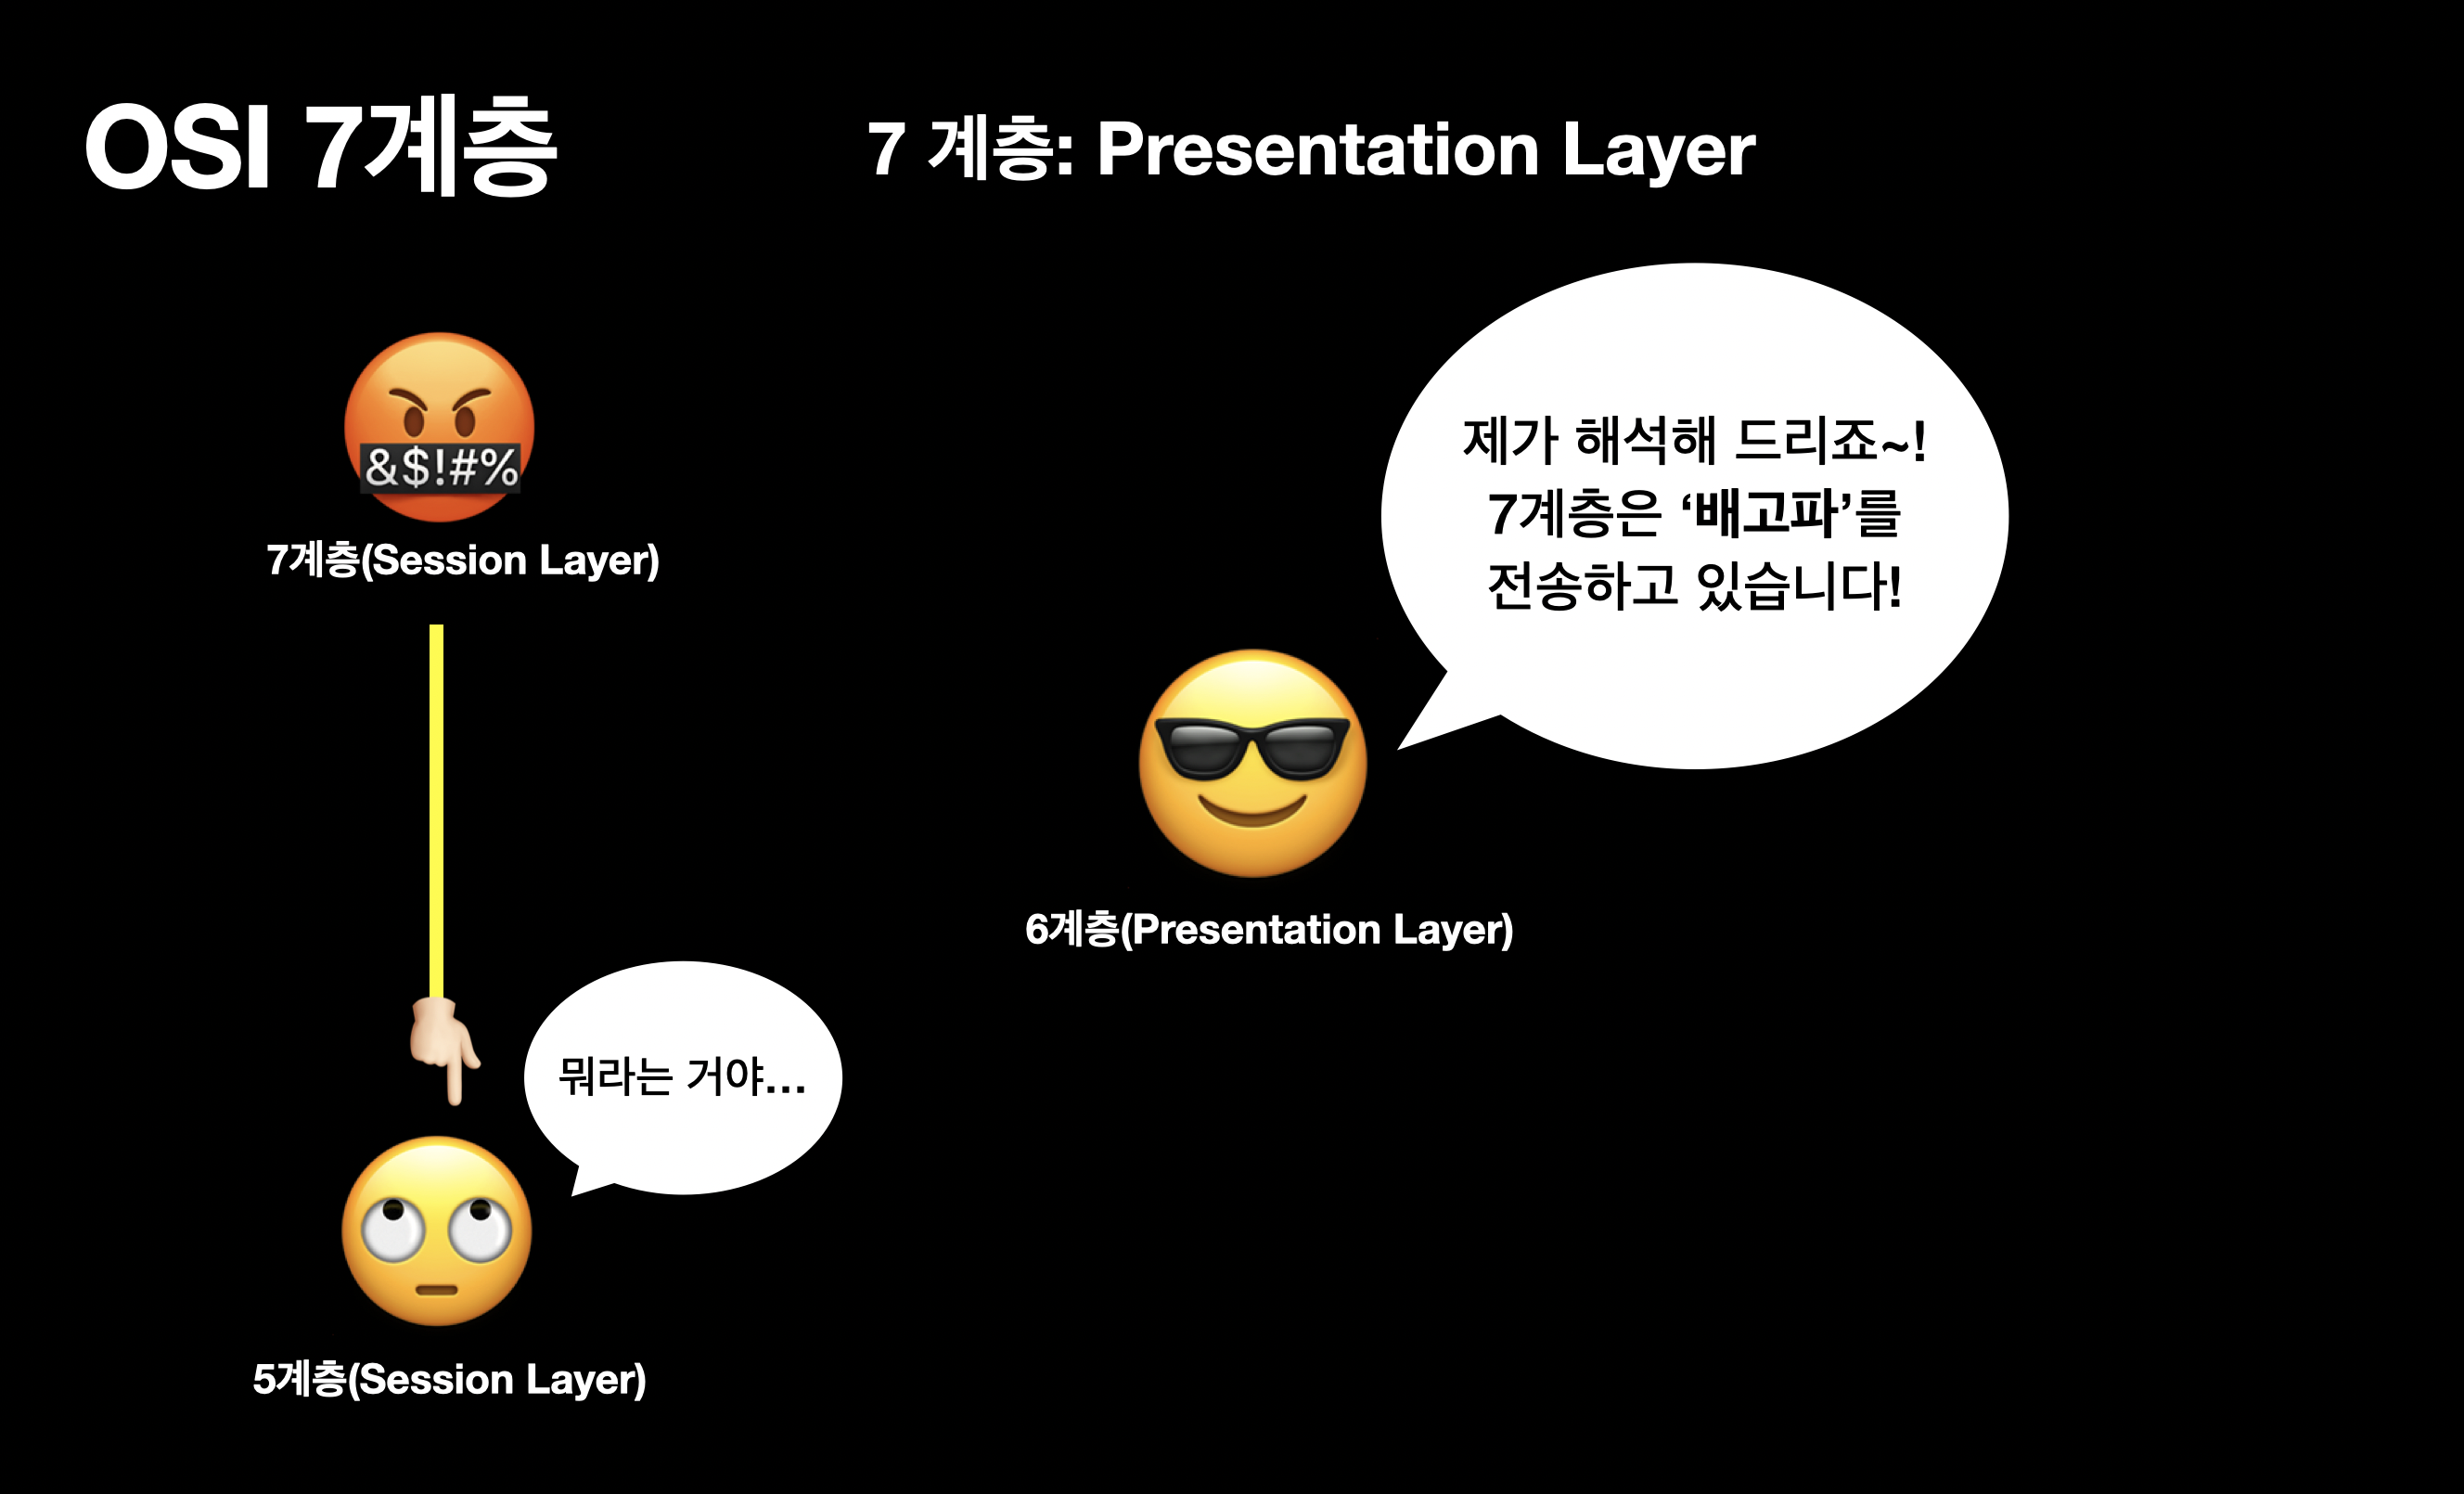 OSI 7계층
7 계층: Presentation Layer
&$!#%
7계층(Session Layer)
제가 해석해 드리죠~!
7계층은 ‘배고파’를
전송하고 있습니다!
6계층(Presentation Layer)
뭐라는 거야...
5계층(Session Layer)